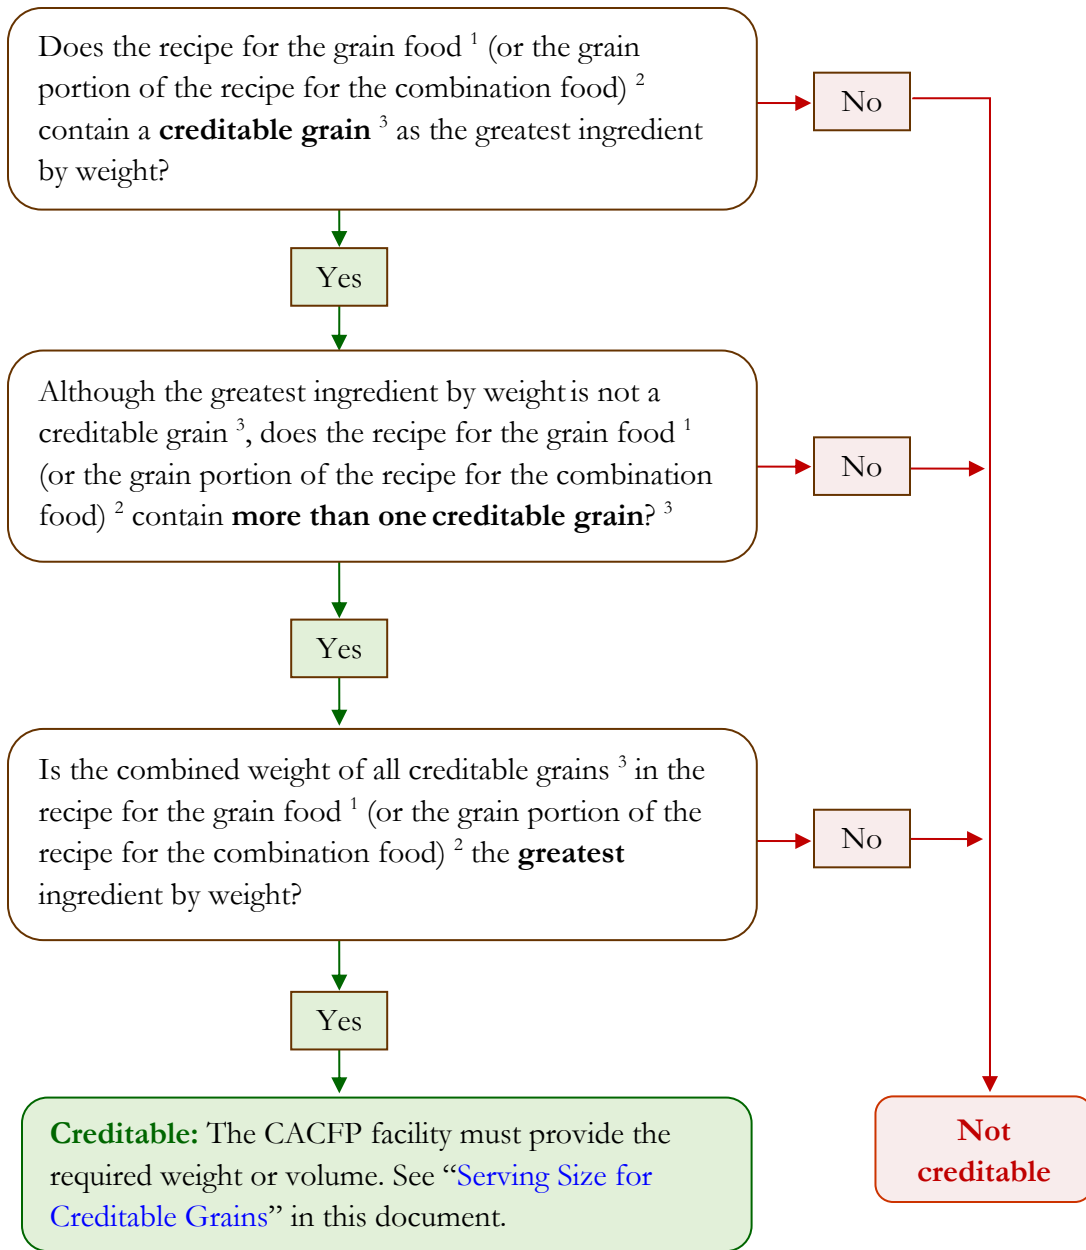 Does the recipe for the grain food ¹ (or the grain
portion of the recipe for the combination food) ²
contain a creditable grain ³ as the greatest ingredient
by weight?
No
Yes
Although the greatest ingredient by weight is not a
creditable grain ³, does the recipe for the grain food ¹
(or the grain portion of the recipe for the combination
food) ² contain more than one creditable grain? ³
No
Yes
Is the combined weight of all creditable grains ³ in the
recipe for the grain food ¹ (or the grain portion of the
recipe for the combination food) ² the greatest
ingredient by weight?
No
Yes
Creditable: The CACFP facility must provide the
required weight or volume. See “Serving Size for
Creditable Grains” in this document.
Not
creditable